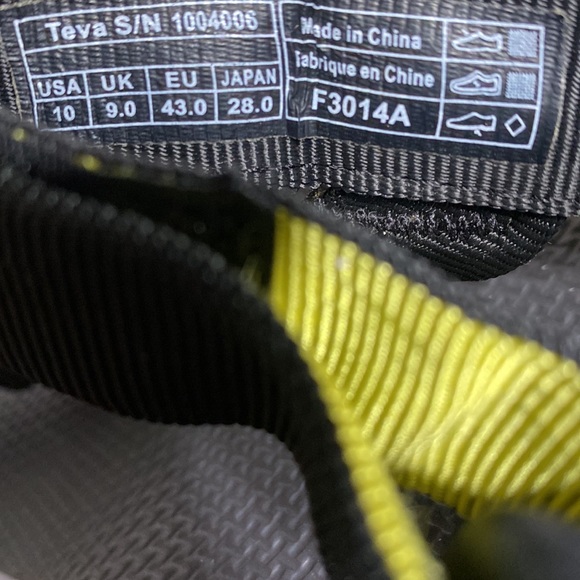 Teva S/N 1004006
USA UK EU JAPAN
10 9.0 43.0 28.0
Made in China
Fabrique en Chine
F3014A